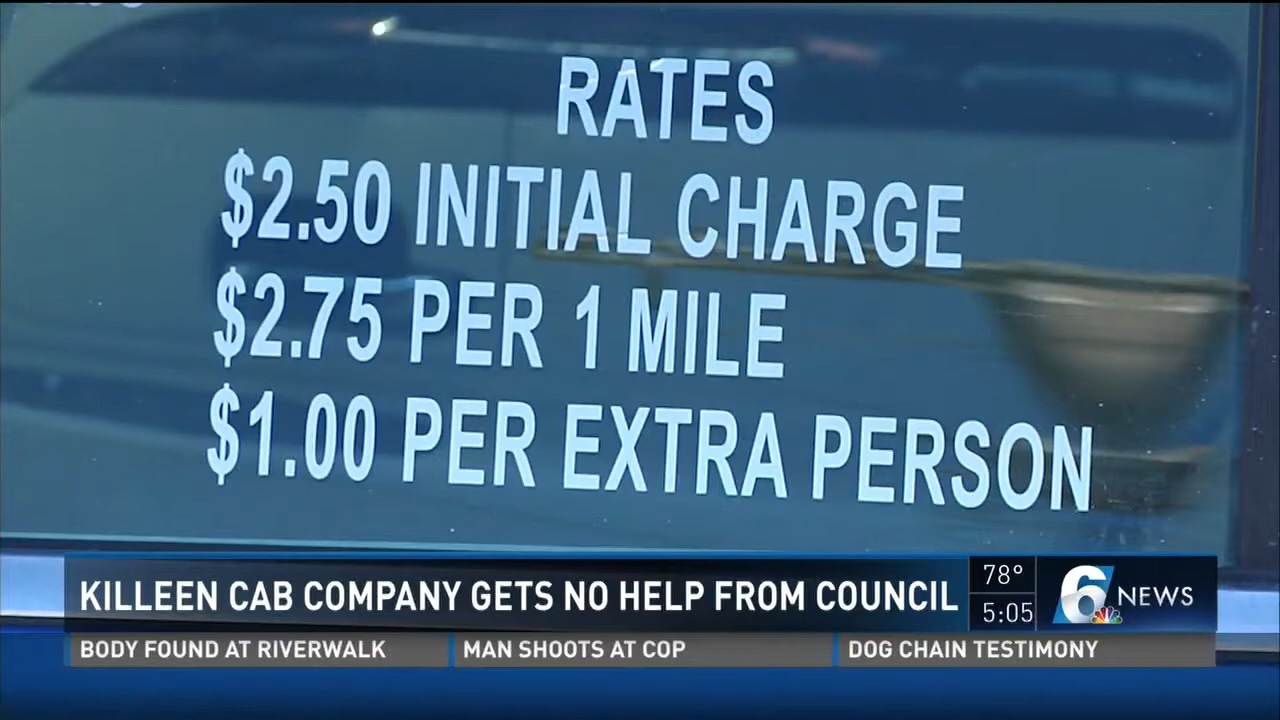 RATES
$2.50 INITIAL CHARGE
$2.75 PER 1 MILE
$1.00 PER EXTRA PERSON
KILLEEN CAB COMPANY GETS NO HELP FROM COUNCIL
78°
5:05
6 NEWS
BODY FOUND AT RIVERWALK
MAN SHOOTS AT COP
DOG CHAIN TESTIMONY